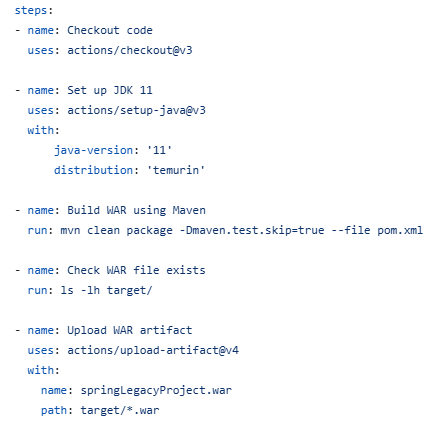 steps:
- name: Checkout code
uses: actions/checkout@v3
- name: Set up JDK 11
uses: actions/setup-java@v3
with:
java-version: '11'
distribution: 'temurin'
- name: Build WAR using Maven
run: mvn clean package -Dmaven.test.skip=true --file pom.xml
- name: Check WAR file exists
run: ls -lh target/
- name: Upload WAR artifact
uses: actions/upload-artifact@v4
with:
name: springLegacyProject.war
path: target/*.war